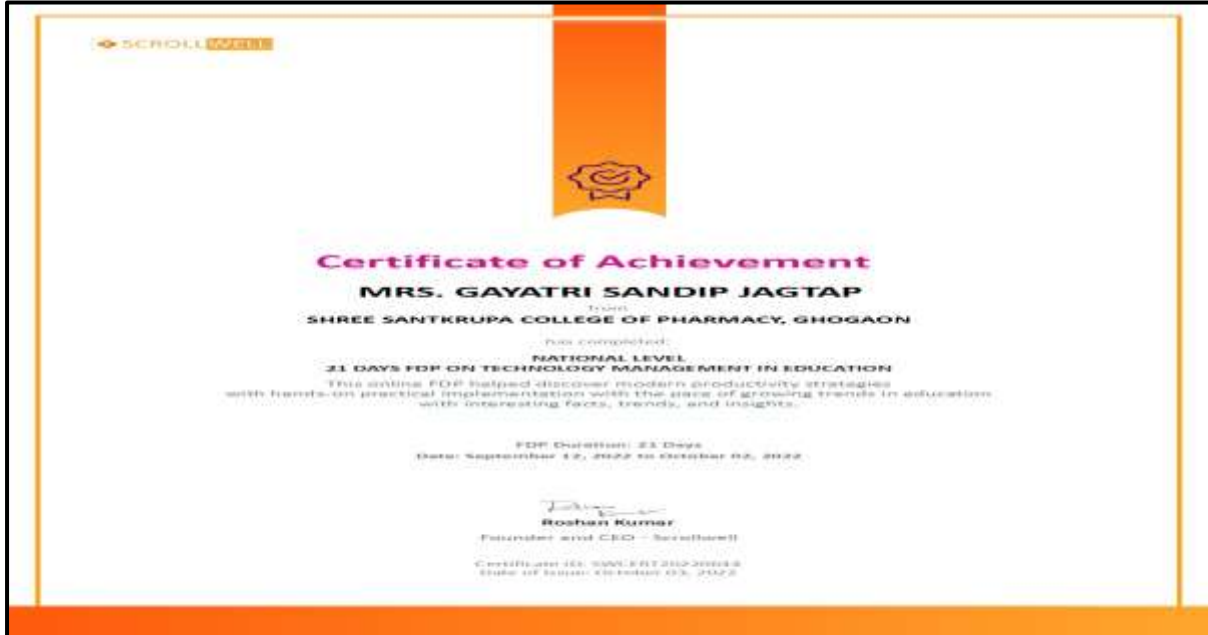 SCROLLWELL
Certificate of Achievement
MRS. GAYATRI SANDIP JAGTAP
from
SHREE SANTKRUPA COLLEGE OF PHARMACY, GHOGAON
has completed:
NATIONAL LEVEL
21 DAYS FDP ON TECHNOLOGY MANAGEMENT IN EDUCATION
This online FDP helped discover modern productivity strategies
with hands-on practical implementation with the pace of growing trends in education
with interesting facts, trends, and insights.
FDP Duration: 21 Days
Date: September 12, 2022 to October 02, 2022
Roshan Kumar
Founder and CEO - Scrollwell
Certificate ID:
Date of Issue: October 03, 2022